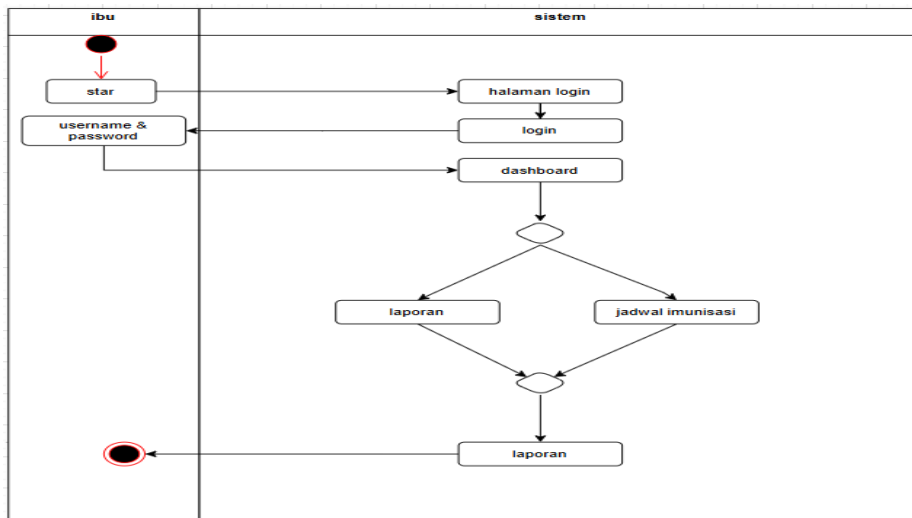 ibu
sistem
star
halaman login
username &
password
login
dashboard
laporan
jadwal imunisasi
laporan